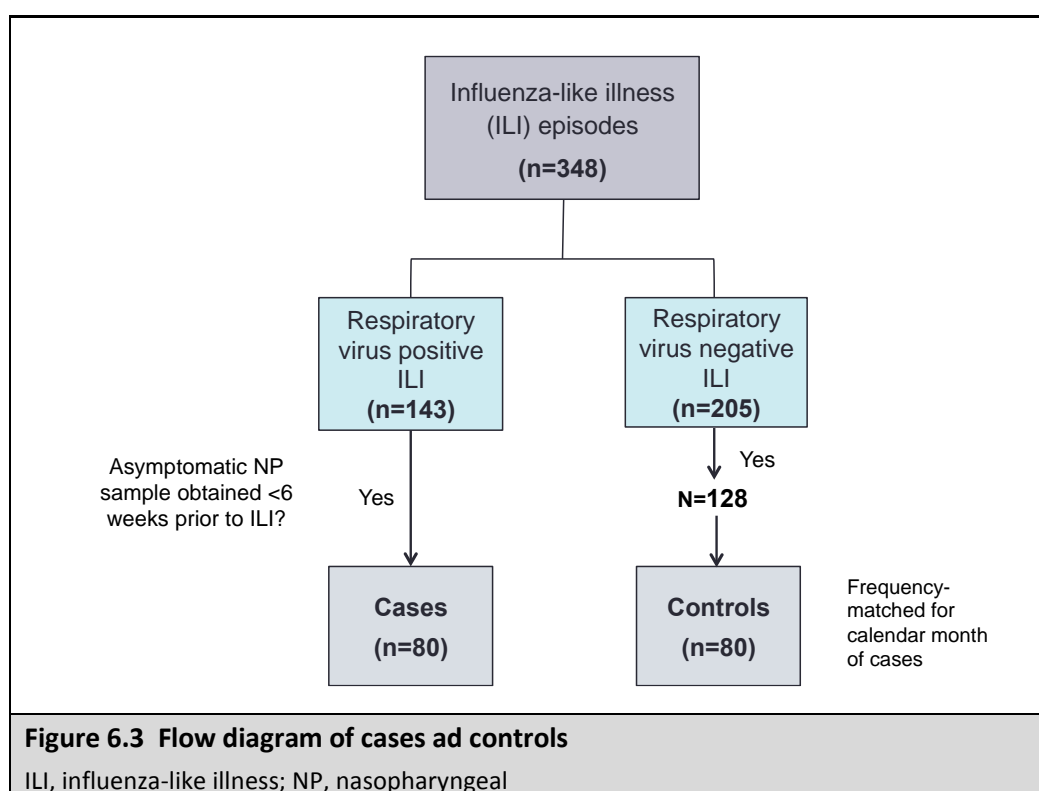 Influenza-like illness
(ILI) episodes
(n=348)
Respiratory
virus positive
ILI
(n=143)
Respiratory
virus negative
ILI
(n=205)
Asymptomatic NP
sample obtained <6
weeks prior to ILI?
Yes
Yes
N=128
Cases
(n=80)
Controls
(n=80)
Frequency-
matched for
calendar month
of cases
Figure 6.3 Flow diagram of cases ad controls
ILI, influenza-like illness; NP, nasopharyngeal